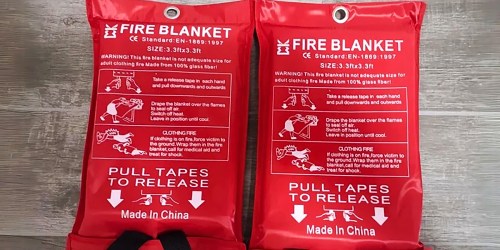 FIRE BLANKET
CE Standard:EN-1869:1997
SIZE:3.3ftx3.3ft
WARNING! This fire blanket is not adequate size for
adult clothing fire Made from 100% glass fiber!
Take a release tape in each hand
and pull downwards and outwards
Drape the blanket over the flames
to seal off air.
Switch off heat.
Leave in position until cool.
CLOTHING FIRE
If clothing is on fire,force victim to
the ground.Wrap them in the fire
blanket,call for medical aid and
treat for shock.
PULL TAPES
TO RELEASE
Made In China
FIRE BLANKET
CE Standard:EN-1869:1997
SIZE:3.3ftx3.3ft
WARNING! This fire blanket is not adequate size for
adult clothing fire Made from 100% glass fiber!
Take a release tape in each hand
and pull downwards and outwards
Drape the blanket over the flames
to seal off air.
Switch off heat.
Leave in position until cool.
CLOTHING FIRE
If clothing is on fire,force victim to
the ground.Wrap them in the fire
blanket,call for medical aid and
treat for shock.
PULL TAPES
TO RELEASE
Made In China